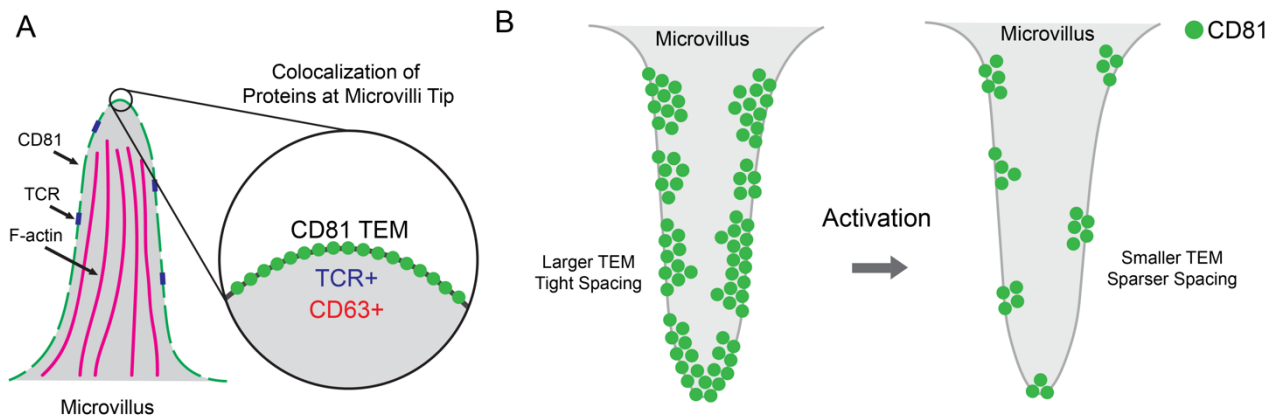 A
Colocalization of
Proteins at Microvilli Tip
CD81
TCR
F-actin
CD81 TEM
TCR+
CD63+
Microvillus
B
Microvillus
Larger TEM
Tight Spacing
Activation
Microvillus
CD81
Smaller TEM
Sparser Spacing